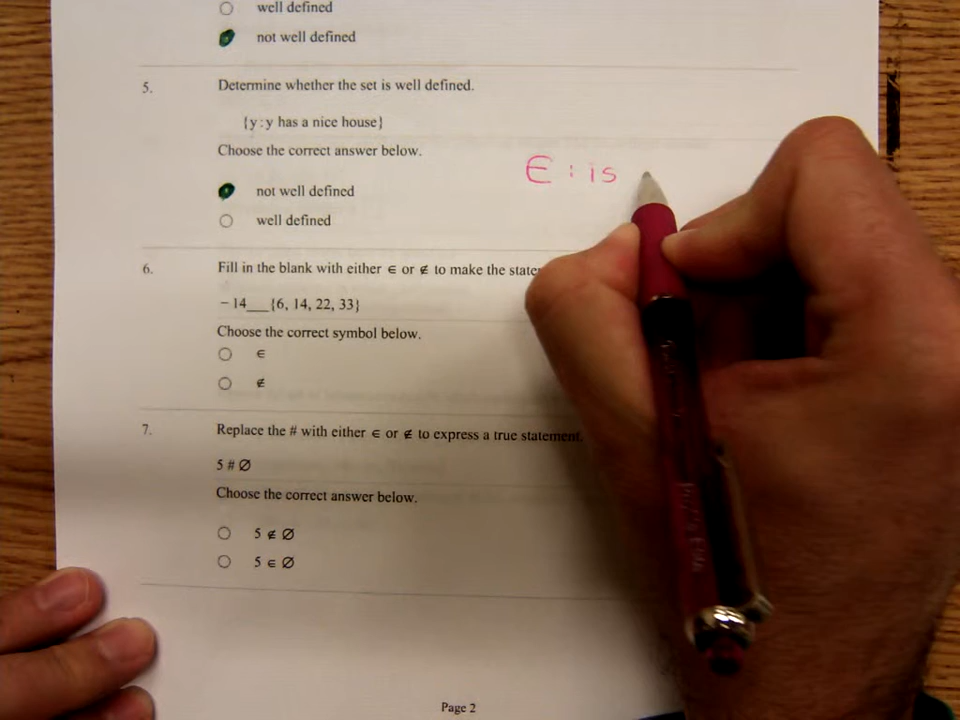 well defined
not well defined
5. Determine whether the set is well defined.
{y : y has a nice house}
Choose the correct answer below.
∈ : is
not well defined
well defined
6. Fill in the blank with either ∈ or ∉ to make the
− 14___{6, 14, 22, 33}
Choose the correct symbol below.
∈
∉
7. Replace the # with either ∈ or ∉ to express a true statement.
5 # ∅
Choose the correct answer below.
5 ∉ ∅
5 ∈ ∅
Page 2